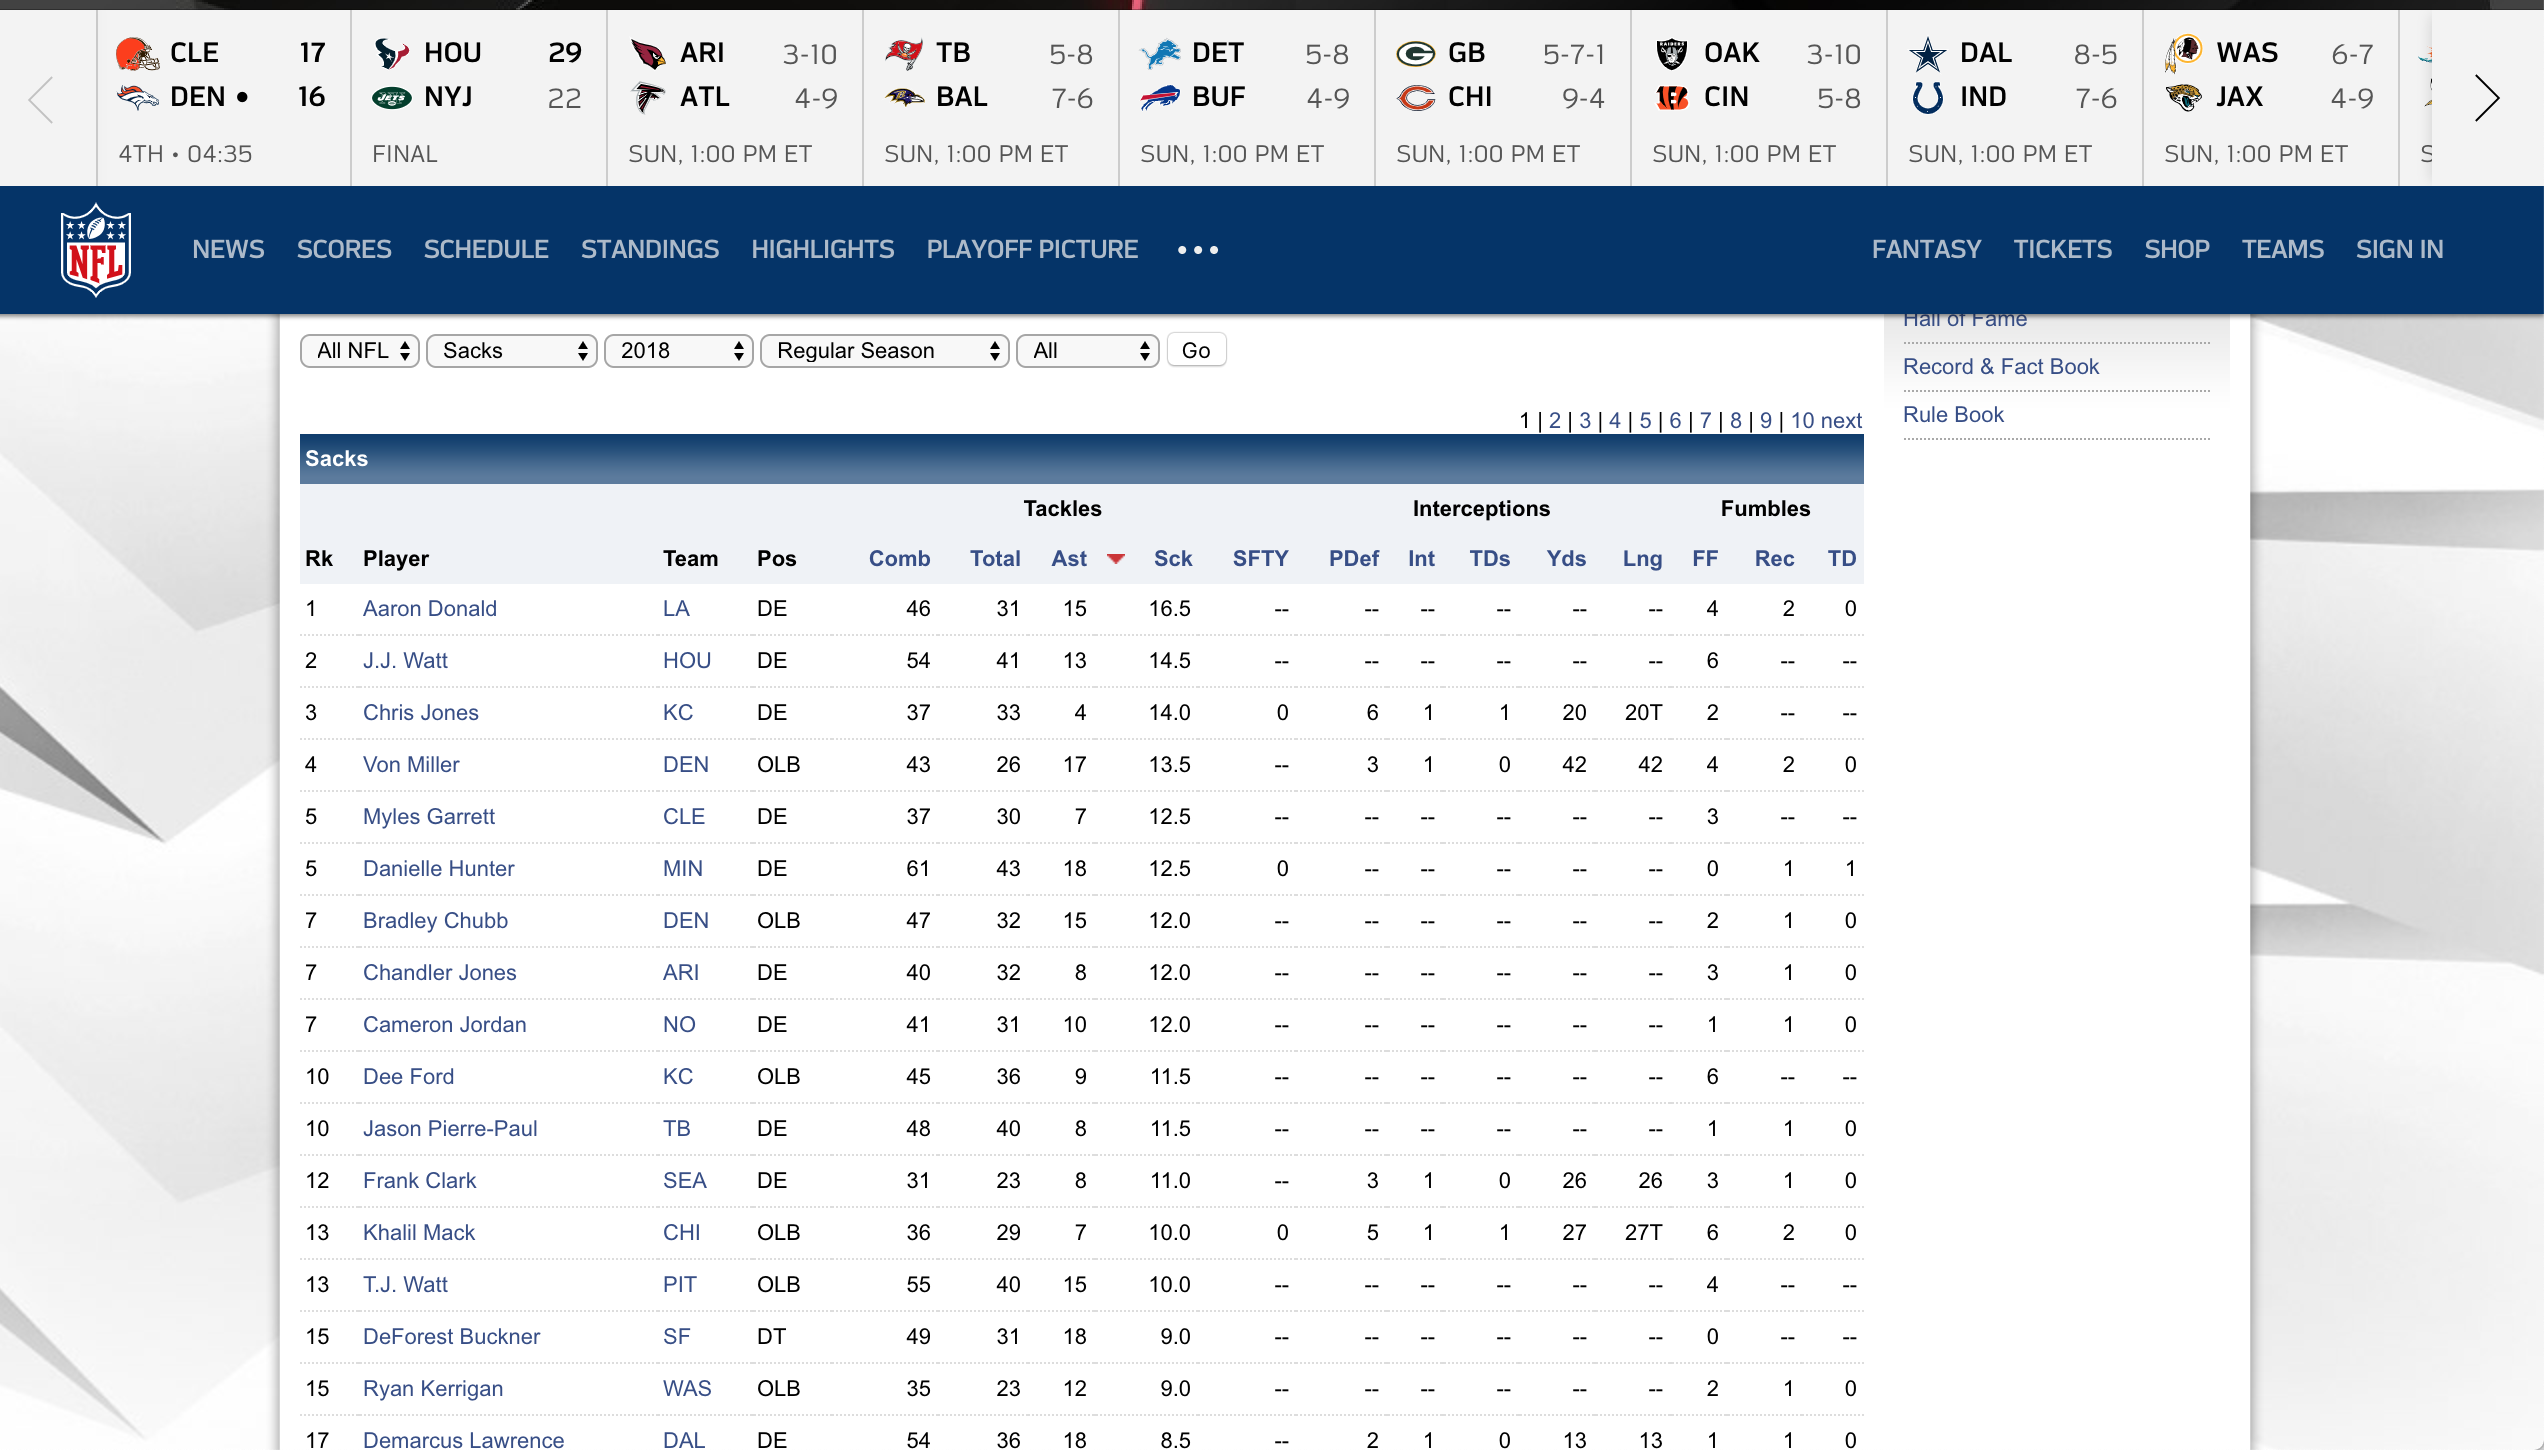 CLE 17 HOU 29 ARI 3-10 TB 5-8 DET 5-8 GB 5-7-1 OAK 3-10 DAL 8-5 WAS 6-7
DEN • 16 NYJ 22 ATL 4-9 BAL 7-6 BUF 4-9 CHI 9-4 CIN 5-8 IND 7-6 JAX 4-9
4TH • 04:35 FINAL SUN, 1:00 PM ET SUN, 1:00 PM ET SUN, 1:00 PM ET SUN, 1:00 PM ET SUN, 1:00 PM ET SUN, 1:00 PM ET SUN, 1:00 PM ET
NFL NEWS SCORES SCHEDULE STANDINGS HIGHLIGHTS PLAYOFF PICTURE ••• FANTASY TICKETS SHOP TEAMS SIGN IN
Hall of Fame
All NFL Sacks 2018 Regular Season All Go
Record & Fact Book
Rule Book
1 | 2 | 3 | 4 | 5 | 6 | 7 | 8 | 9 | 10 next
Sacks
Tackles Interceptions Fumbles
Rk Player Team Pos Comb Total Ast Sck SFTY PDef Int TDs Yds Lng FF Rec TD
1 Aaron Donald LA DE 46 31 15 16.5 -- -- -- -- -- -- 4 2 0
2 J.J. Watt HOU DE 54 41 13 14.5 -- -- -- -- -- -- 6 -- --
3 Chris Jones KC DE 37 33 4 14.0 0 6 1 1 20 20T 2 -- --
4 Von Miller DEN OLB 43 26 17 13.5 -- 3 1 0 42 42 4 2 0
5 Myles Garrett CLE DE 37 30 7 12.5 -- -- -- -- -- -- 3 -- --
5 Danielle Hunter MIN DE 61 43 18 12.5 0 -- -- -- -- -- 0 1 1
7 Bradley Chubb DEN OLB 47 32 15 12.0 -- -- -- -- -- -- 2 1 0
7 Chandler Jones ARI DE 40 32 8 12.0 -- -- -- -- -- -- 3 1 0
7 Cameron Jordan NO DE 41 31 10 12.0 -- -- -- -- -- -- 1 1 0
10 Dee Ford KC OLB 45 36 9 11.5 -- -- -- -- -- -- 6 -- --
10 Jason Pierre-Paul TB DE 48 40 8 11.5 -- -- -- -- -- -- 1 1 0
12 Frank Clark SEA DE 31 23 8 11.0 -- 3 1 0 26 26 3 1 0
13 Khalil Mack CHI OLB 36 29 7 10.0 0 5 1 1 27 27T 6 2 0
13 T.J. Watt PIT OLB 55 40 15 10.0 -- -- -- -- -- -- 4 -- --
15 DeForest Buckner SF DT 49 31 18 9.0 -- -- -- -- -- -- 0 -- --
15 Ryan Kerrigan WAS OLB 35 23 12 9.0 -- -- -- -- -- -- 2 1 0
17 Demarcus Lawrence DAL DE 54 36 18 8.5 -- 2 1 0 13 13 1 1 0